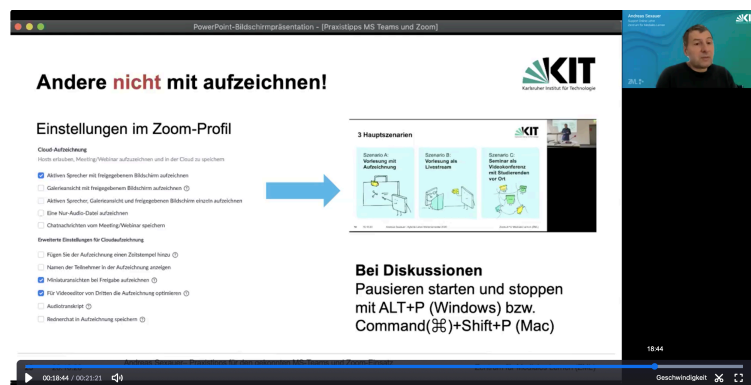 PowerPoint-Bildschirmpräsentation - [Praxistipps MS Teams und Zoom]
Andreas Sexauer
Andere nicht mit aufzeichnen!
KIT
Karlsruher Institut für Technologie
Einstellungen im Zoom-Profil
Cloud-Aufzeichnung
Hosts erlauben, Meeting/Webinar aufzuzeichnen und in der Cloud zu speichern
Aktiven Sprecher mit freigegebenem Bildschirm aufzeichnen
Galerieansicht mit freigegebenem Bildschirm aufzeichnen
Aktiven Sprecher, Galerieansicht und freigegebenen Bildschirm einzeln aufzeichnen
Eine Nur-Audio-Datei aufzeichnen
Chatnachrichten vom Meeting/Webinar speichern
Erweiterte Einstellungen für Cloudaufzeichnung
Fügen Sie der Aufzeichnung einen Zeitstempel hinzu
Namen der Teilnehmer in der Aufzeichnung anzeigen
Miniaturansichten bei Freigabe aufzeichnen
Für Videoeditor von Dritten die Aufzeichnung optimieren
Audiotranskript
Rednerchat in Aufzeichnung speichern
3 Hauptszenarien
KIT
Szenario A:
Vorlesung mit
Aufzeichnung
Szenario B:
Vorlesung als
Livestream
Szenario C:
Seminar als
Videokonferenz
mit Studierenden
vor Ort
Bei Diskussionen
Pausieren starten und stoppen
mit ALT+P (Windows) bzw.
Command(⌘)+Shift+P (Mac)
18:44
00:18:44 / 00:21:21
Geschwindigkeit